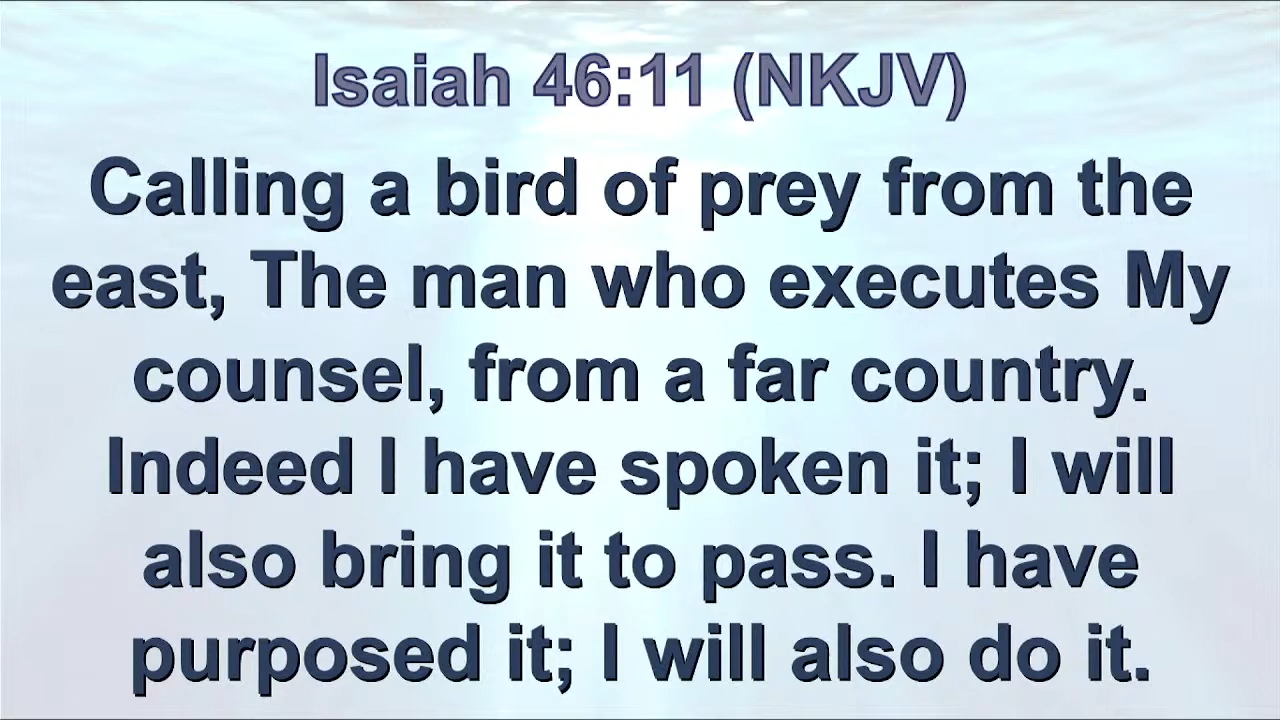 Isaiah 46:11 (NKJV)
Calling a bird of prey from the
east, The man who executes My
counsel, from a far country.
Indeed I have spoken it; I will
also bring it to pass. I have
purposed it; I will also do it.